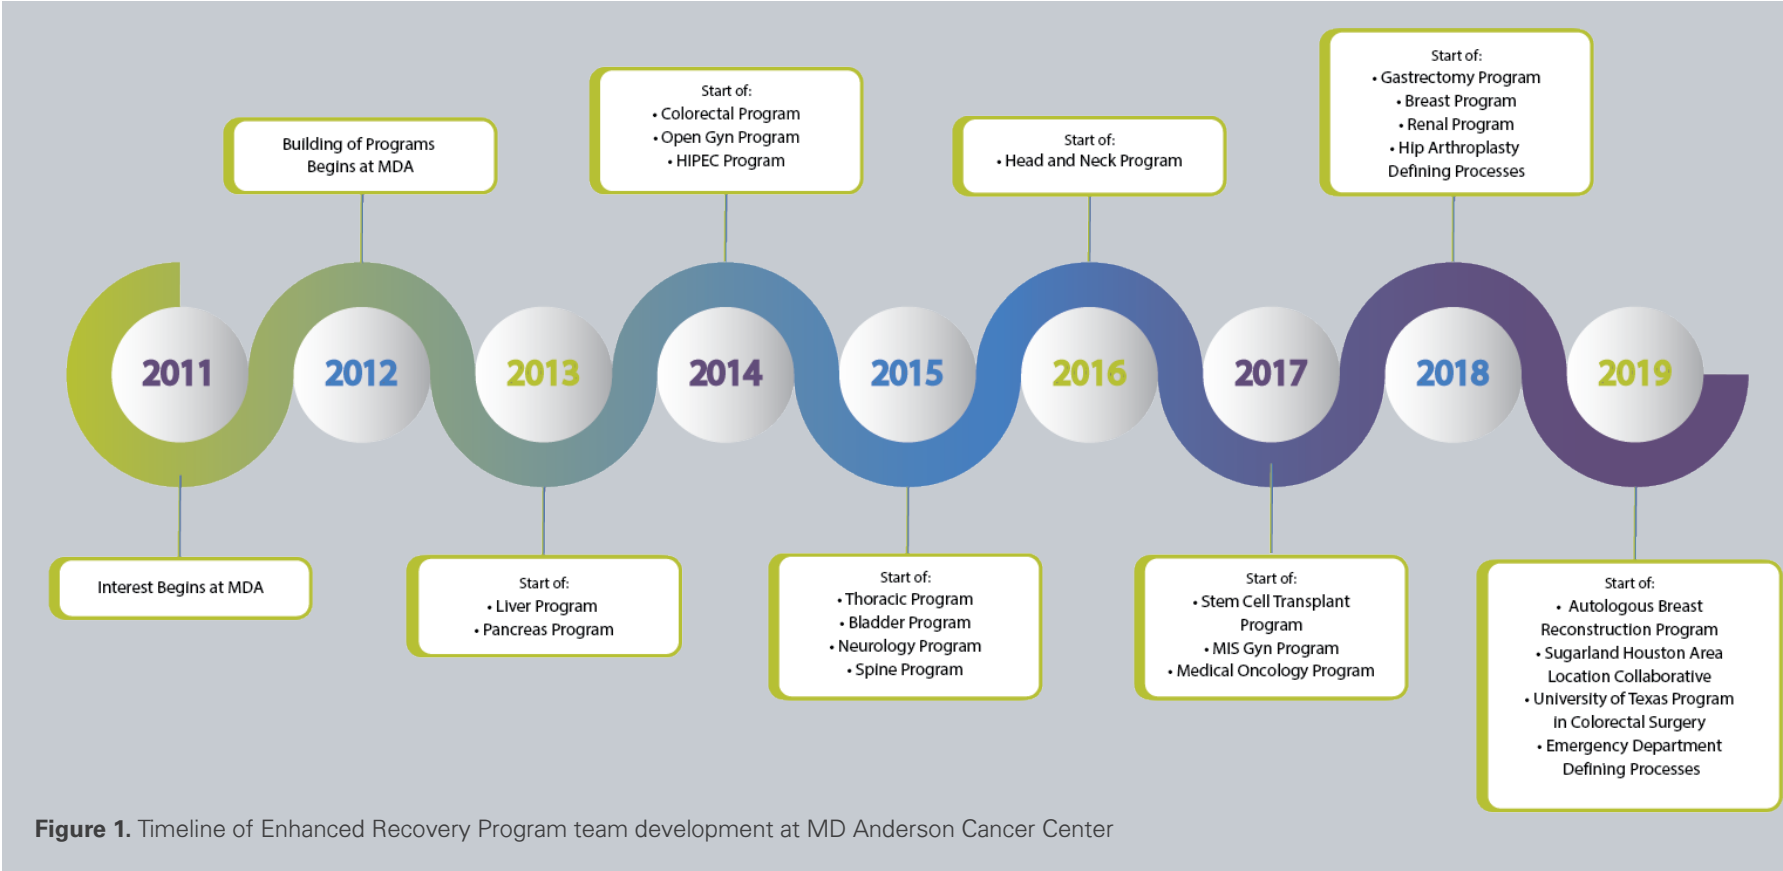 Building of Programs
Begins at MDA
Start of:
• Colorectal Program
• Open Gyn Program
• HIPEC Program
Start of:
• Head and Neck Program
Start of:
• Gastrectomy Program
• Breast Program
• Renal Program
• Hip Arthroplasty
Defining Processes
2011
2012
2013
2014
2015
2016
2017
2018
2019
Interest Begins at MDA
Start of:
• Liver Program
• Pancreas Program
Start of:
• Thoracic Program
• Bladder Program
• Neurology Program
• Spine Program
Start of:
• Stem Cell Transplant
Program
• MIS Gyn Program
• Medical Oncology Program
Start of:
• Autologous Breast
Reconstruction Program
• Sugarland Houston Area
Location Collaborative
• University of Texas Program
in Colorectal Surgery
• Emergency Department
Defining Processes
Figure 1. Timeline of Enhanced Recovery Program team development at MD Anderson Cancer Center